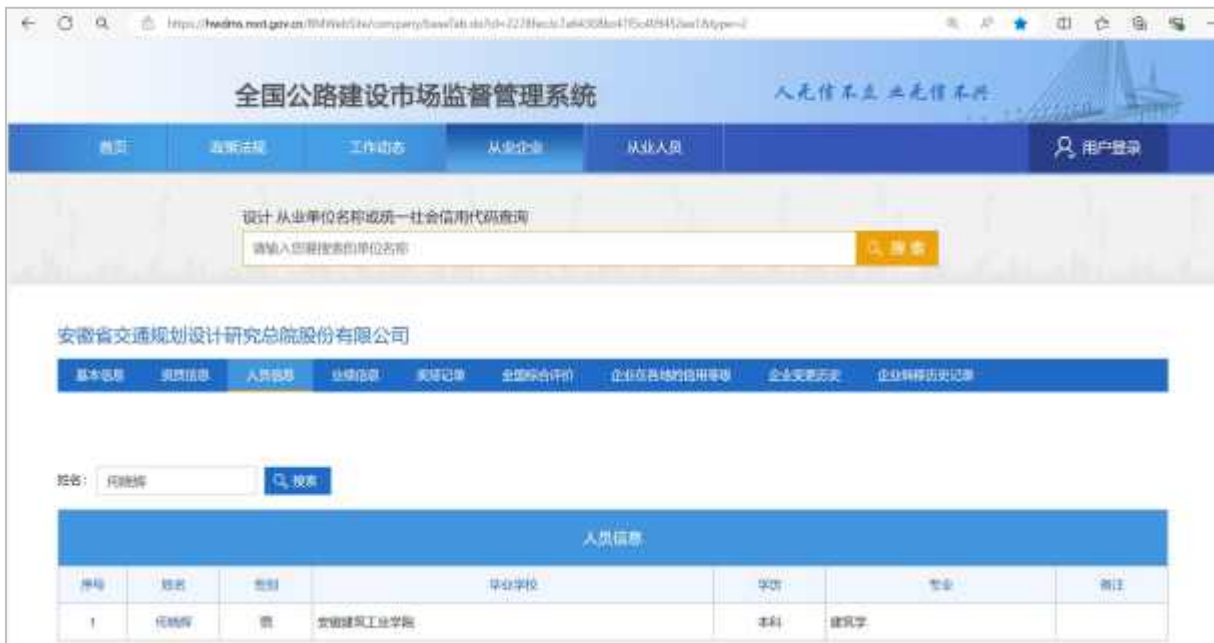 全国公路建设市场监督管理系统
人无信不立 业无信不兴
首页 政策法规 工作动态 从业企业 从业人员 用户登录
设计 从业单位名称或统一社会信用代码查询
请输入您要搜索的单位名称 搜索
安徽省交通规划设计研究总院股份有限公司
基本信息 资质信息 人员信息 业绩信息 奖惩记录 全国综合评价 企业在各地的信用等级 企业变更历史
姓名: 搜索
人员信息
序号 姓名 性别 毕业学校 学历 专业 备注
1 安徽建筑工业学院 本科 建筑学